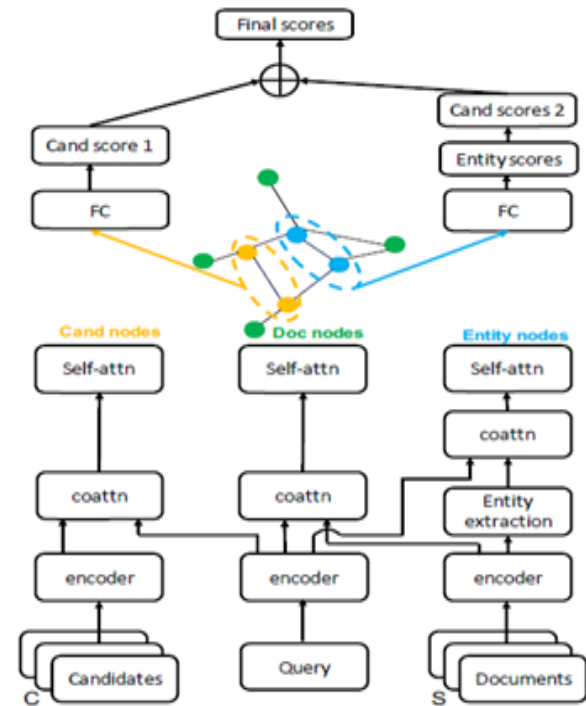 Final scores
Cand scores 2
Cand score 1
Entity scores
FC
FC
Cand nodes
Doc nodes
Entity nodes
Self-attn
Self-attn
Self-attn
coattn
coattn
coattn
Entity
extraction
encoder
encoder
encoder
Candidates
Query
Documents
C
S